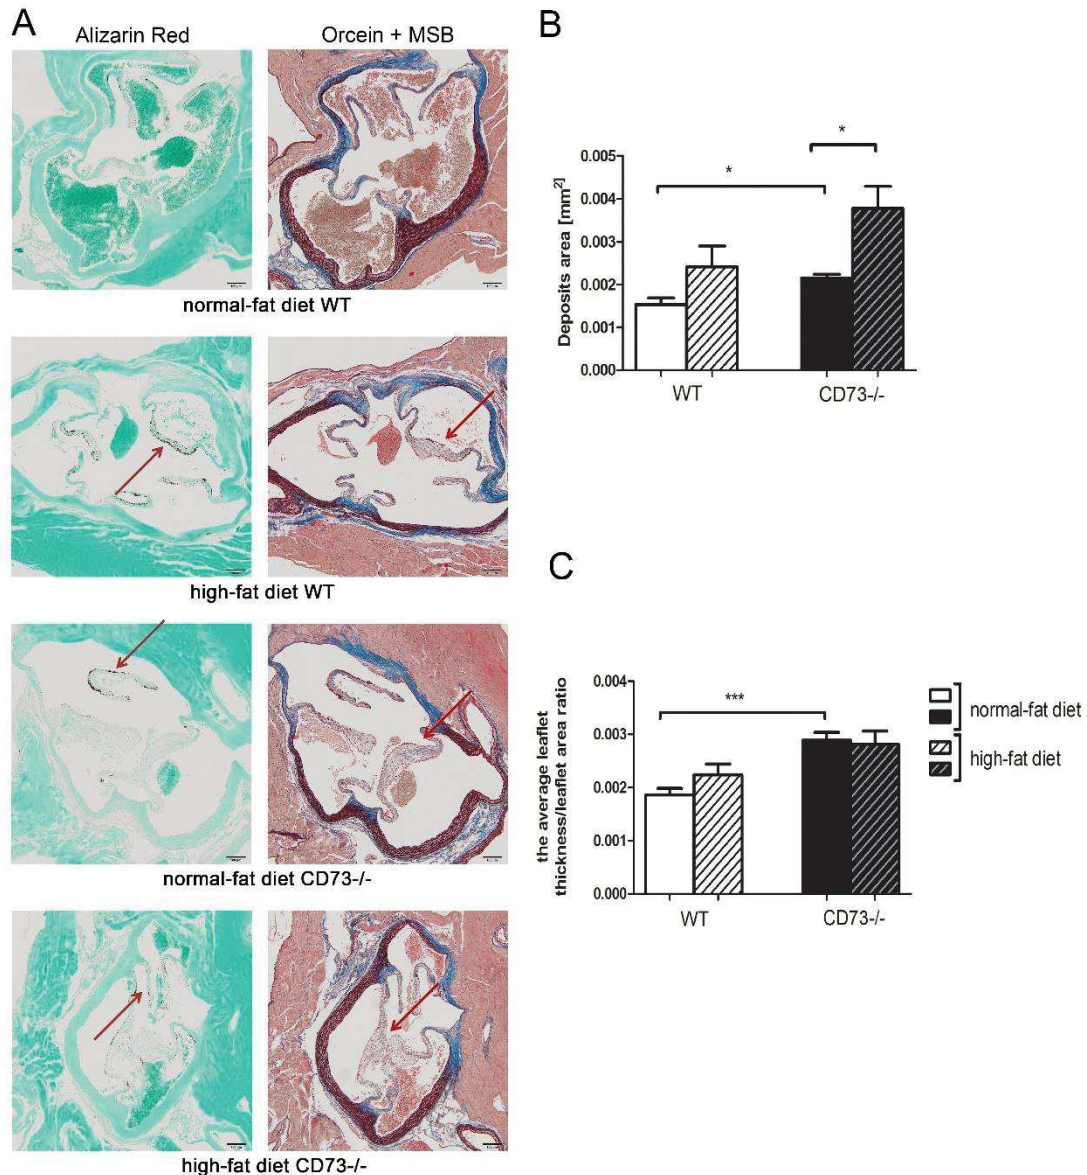 A
Alizarin Red
Orcein + MSB
normal-fat diet WT
high-fat diet WT
normal-fat diet CD73-/-
high-fat diet CD73-/-
B
Deposits area [mm²]
0.005
0.004
0.003
0.002
0.001
0.000
*
*
WT
CD73-/-
C
the average leaflet
thickness/leaflet area ratio
0.004
0.003
0.002
0.001
0.000
***
WT
CD73-/-
normal-fat diet
high-fat diet